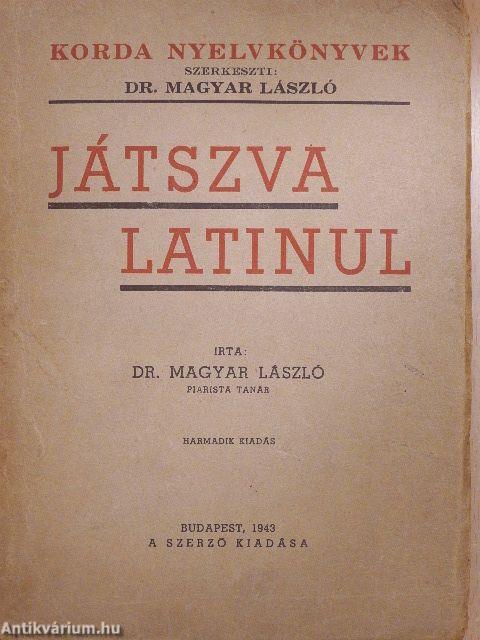 KORDA NYELVKÖNYVEK
SZERKESZTI:
DR. MAGYAR LÁSZLÓ
JÁTSZVA
LATINUL
IRTA:
DR. MAGYAR LÁSZLÓ
PIARISTA TANÁR
HARMADIK KIADÁS
BUDAPEST, 1943
A SZERZŐ KIADÁSA
Antikvárium.hu